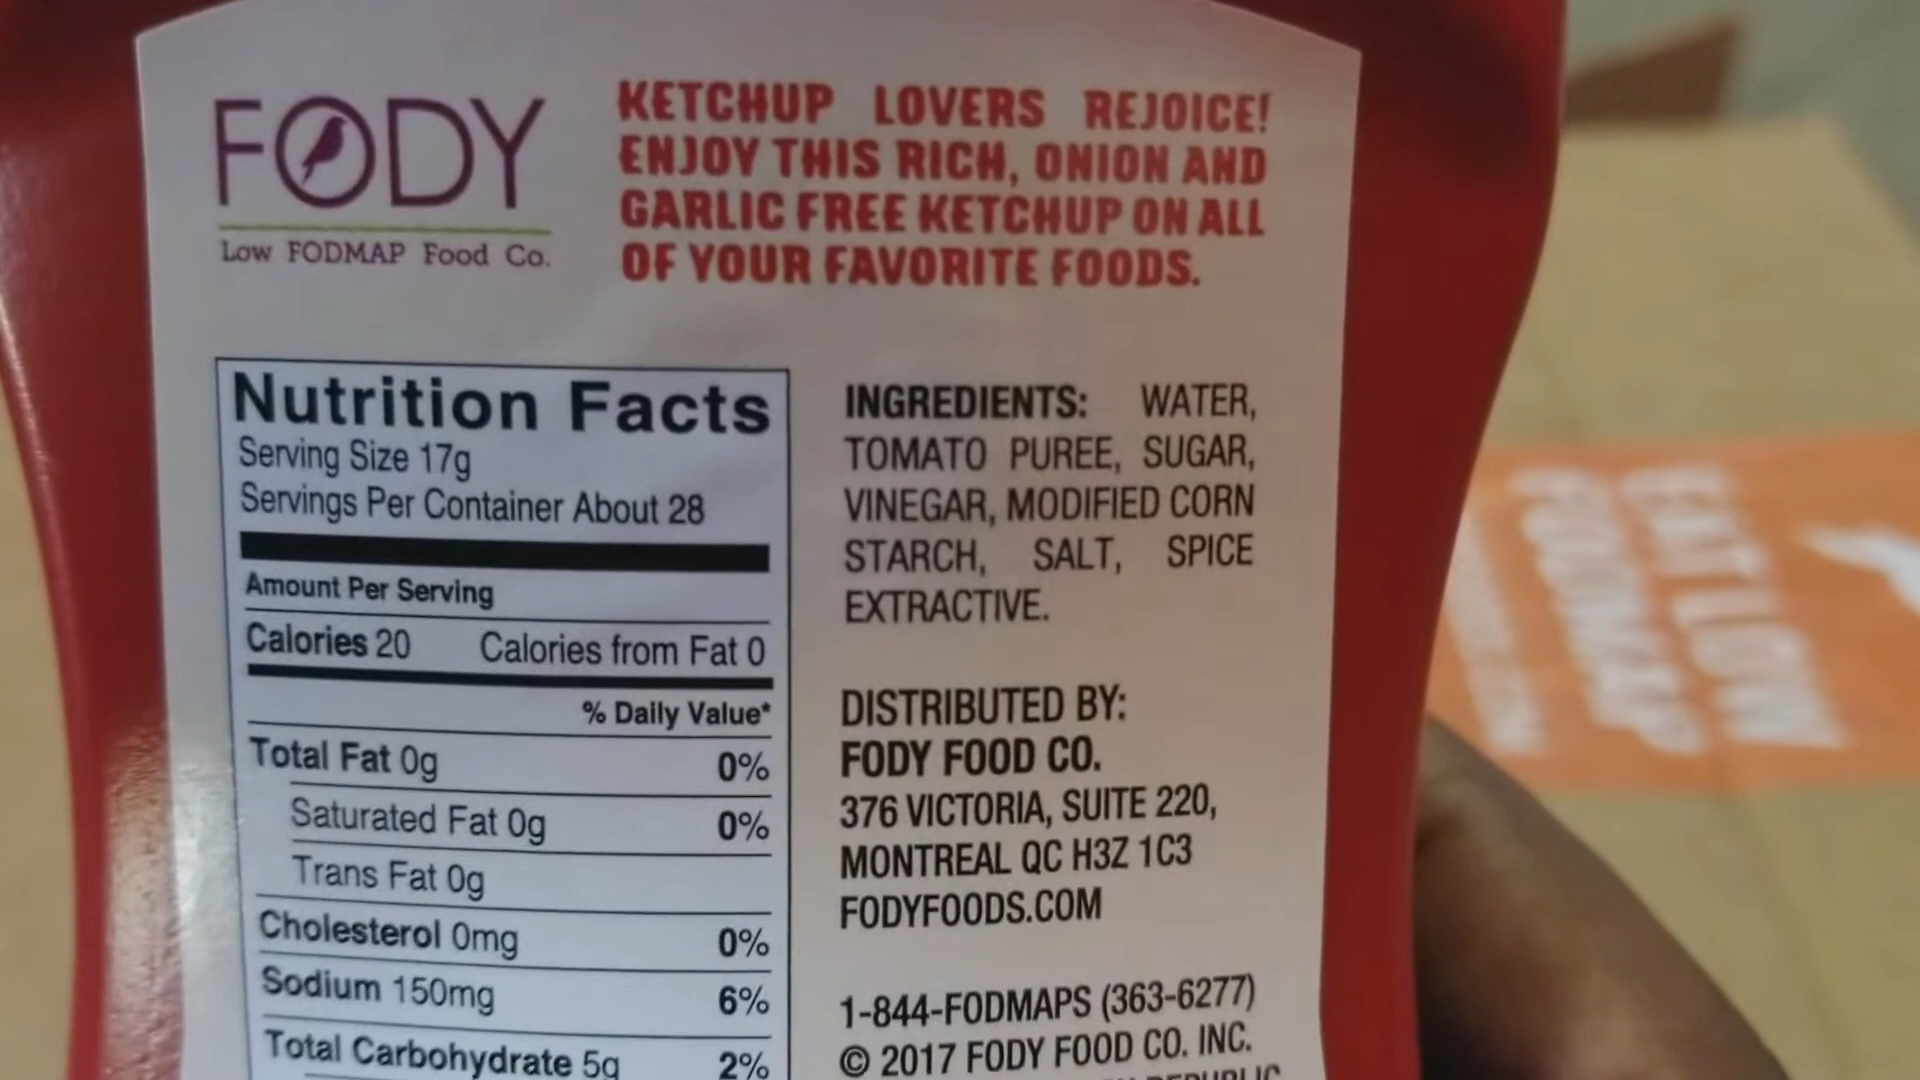 FODY
Low FODMAP Food Co.
KETCHUP LOVERS REJOICE!
ENJOY THIS RICH, ONION AND
GARLIC FREE KETCHUP ON ALL
OF YOUR FAVORITE FOODS.
Nutrition Facts
Serving Size 17g
Servings Per Container About 28
Amount Per Serving
Calories 20 Calories from Fat 0
% Daily Value*
Total Fat 0g 0%
Saturated Fat 0g 0%
Trans Fat 0g
Cholesterol 0mg 0%
Sodium 150mg 6%
Total Carbohydrate 5g 2%
INGREDIENTS: WATER,
TOMATO PUREE, SUGAR,
VINEGAR, MODIFIED CORN
STARCH, SALT, SPICE
EXTRACTIVE.
DISTRIBUTED BY:
FODY FOOD CO.
376 VICTORIA, SUITE 220,
MONTREAL QC H3Z 1C3
FODYFOODS.COM
1-844-FODMAPS (363-6277)
© 2017 FODY FOOD CO. INC.
REPUBLIC
EAT LOW
FODMAP